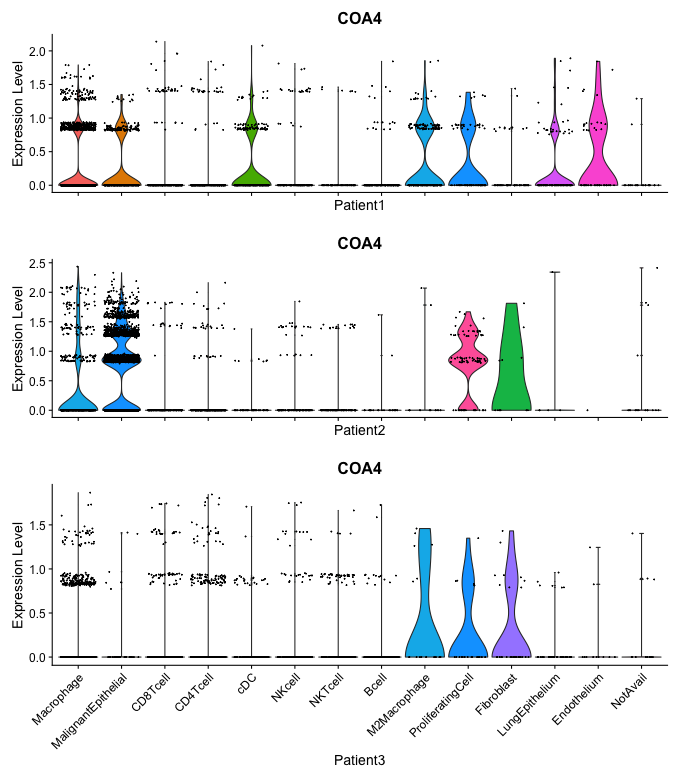 COA4
Expression Level
2.0
1.5
1.0
0.5
0.0
Patient1
COA4
Expression Level
2.5
2.0
1.5
1.0
0.5
0.0
Patient2
COA4
Expression Level
1.5
1.0
0.5
0.0
Macrophage
MalignantEpithelial
CD8Tcell
CD4Tcell
cDC
NKcell
NKTcell
Bcell
M2Macrophage
ProliferatingCell
Fibroblast
LungEpithelium
Endothelium
NotAvail
Patient3